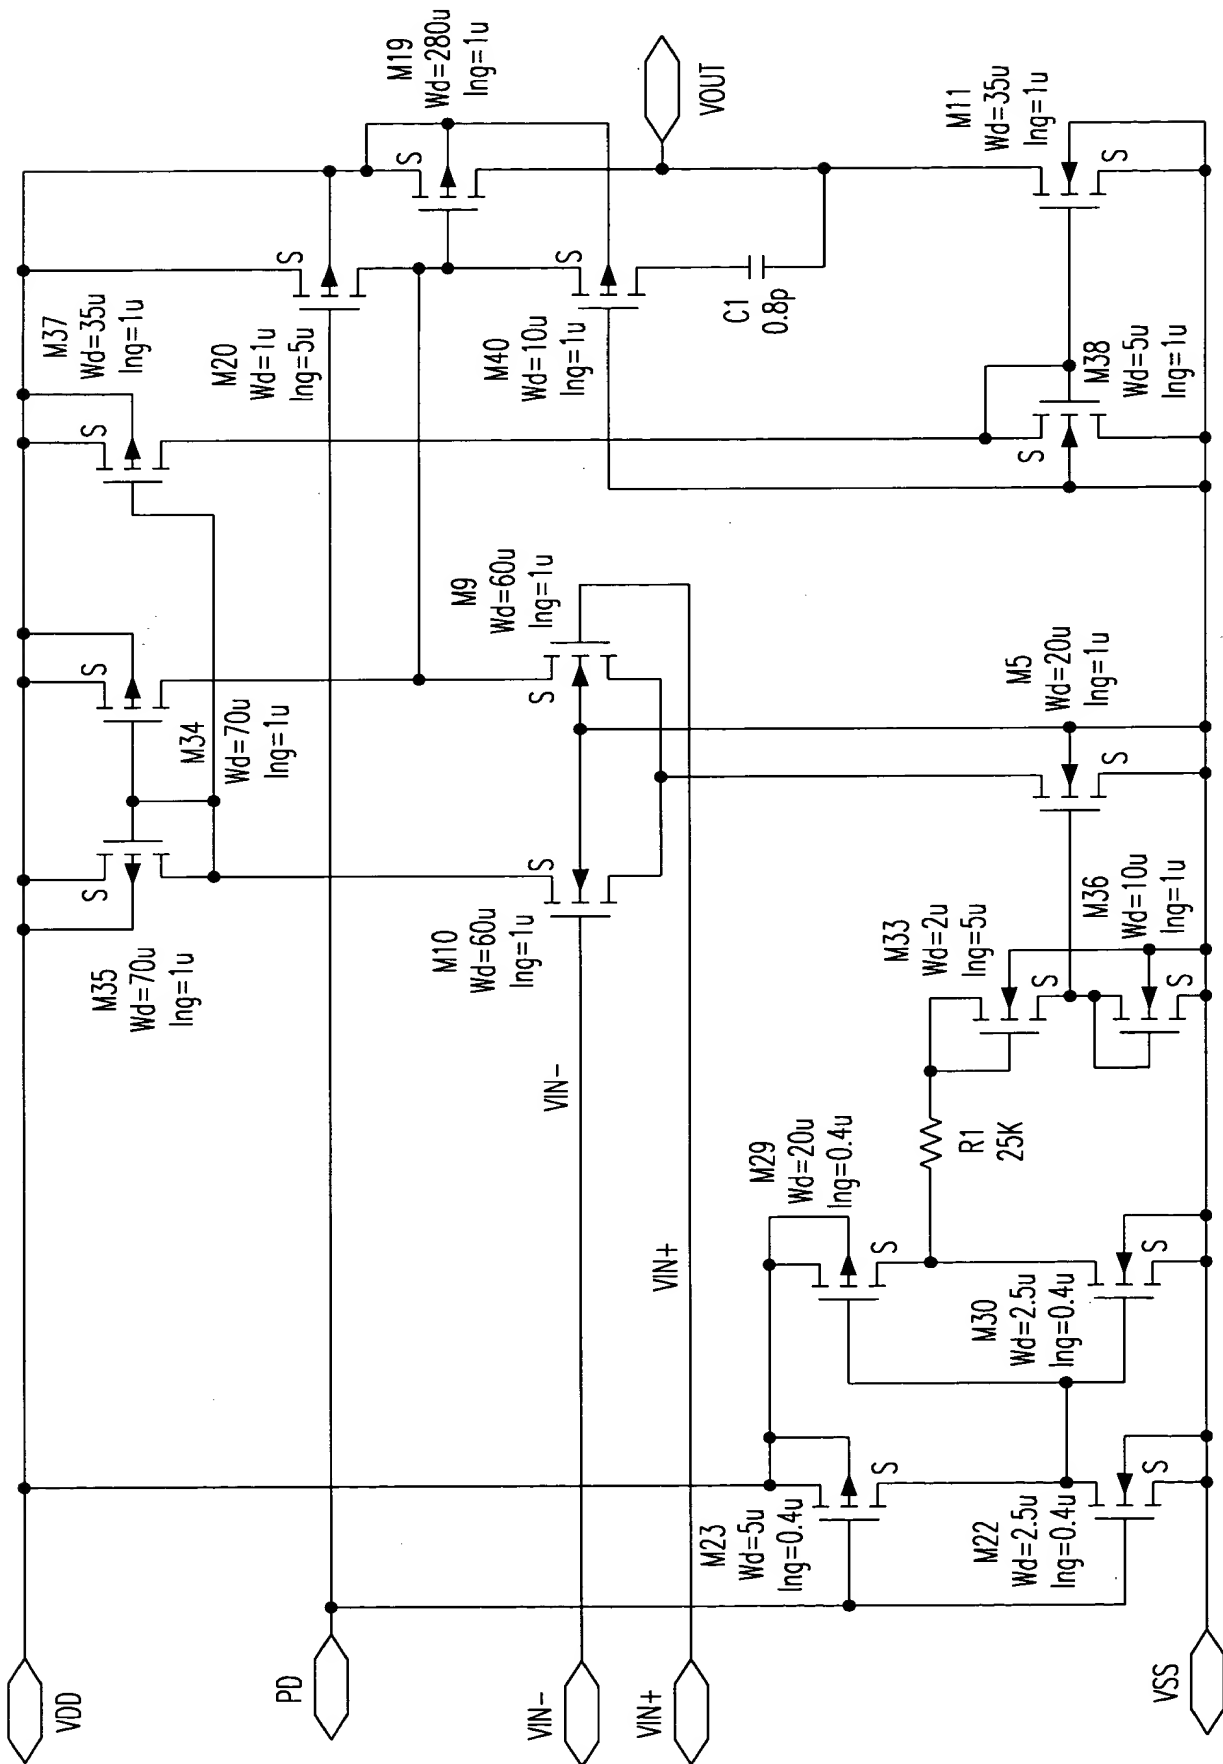 VDD
PD
VIN-
VIN+
VSS
M23
Wd=5u
lng=0.4u
S
M22
Wd=2.5u
lng=0.4u
S
M29
Wd=20u
lng=0.4u
S
M30
Wd=2.5u
lng=0.4u
S
R1
25K
VIN-
VIN+
M33
Wd=2u
lng=5u
S
M36
Wd=10u
lng=1u
S
M35
Wd=70u
lng=1u
S
M34
Wd=70u
lng=1u
S
M10
Wd=60u
lng=1u
S
M9
Wd=60u
lng=1u
S
M5
Wd=20u
lng=1u
S
M37
Wd=35u
lng=1u
S
M20
Wd=1u
lng=5u
S
M40
Wd=10u
lng=1u
S
C1
0.8p
M38
Wd=5u
lng=1u
S
M19
Wd=280u
lng=1u
S
VOUT
M11
Wd=35u
lng=1u
S